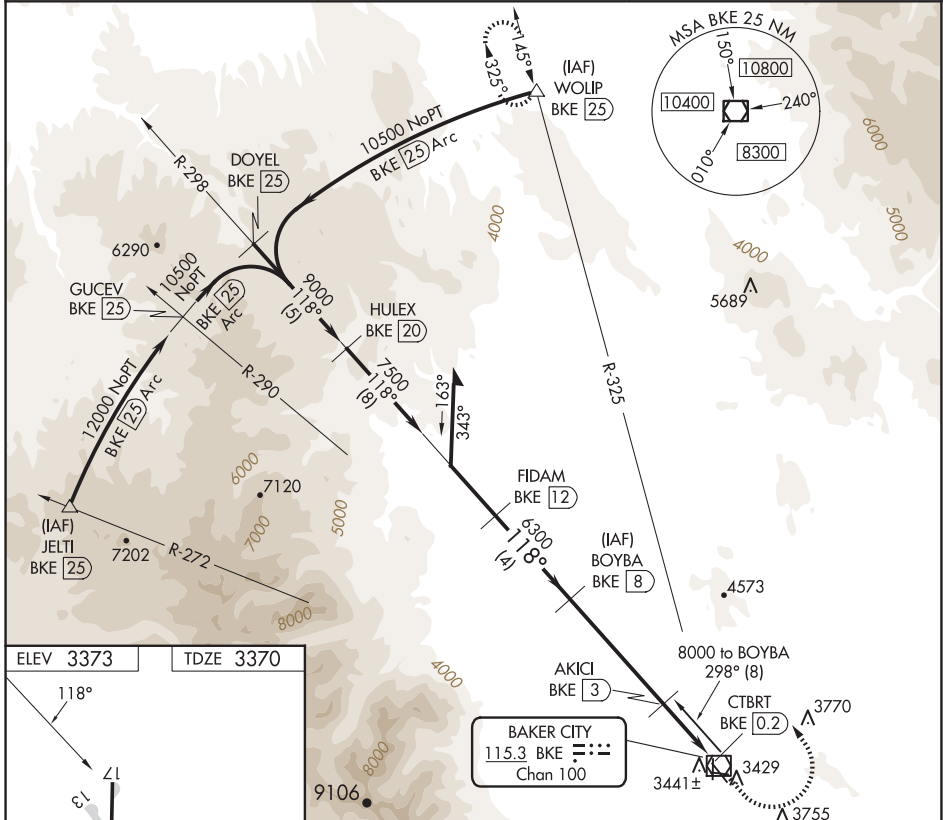 MSA BKE 25 NM
150°
10800
10400
240°
8300
010°
145°
325°
(IAF)
WOLIP
BKE 25
10500 NoPT
BKE 25 Arc
DOYEL
BKE 25
R-298
6290
GUCEV
BKE 25
10500
NoPT
BKE 25
Arc
9000
118°
(5)
HULEX
BKE 20
7500
118°
(8)
R-290
R-325
12000 NoPT
BKE 25 Arc
163°
343°
4000
6000
5000
4000
5689
6000
7000
5000
7120
FIDAM
BKE 12
6300
118°
(4)
(IAF)
BOYBA
BKE 8
(IAF)
JELTI
BKE 25
7202
R-272
8000
4573
8000 to BOYBA
298° (8)
AKICI
BKE 3
CTBRT
BKE 0.2
3770
4000
BAKER CITY
115.3 BKE
Chan 100
3441±
3429
3755
8000
9106
ELEV 3373
TDZE 3370
118°
17
13